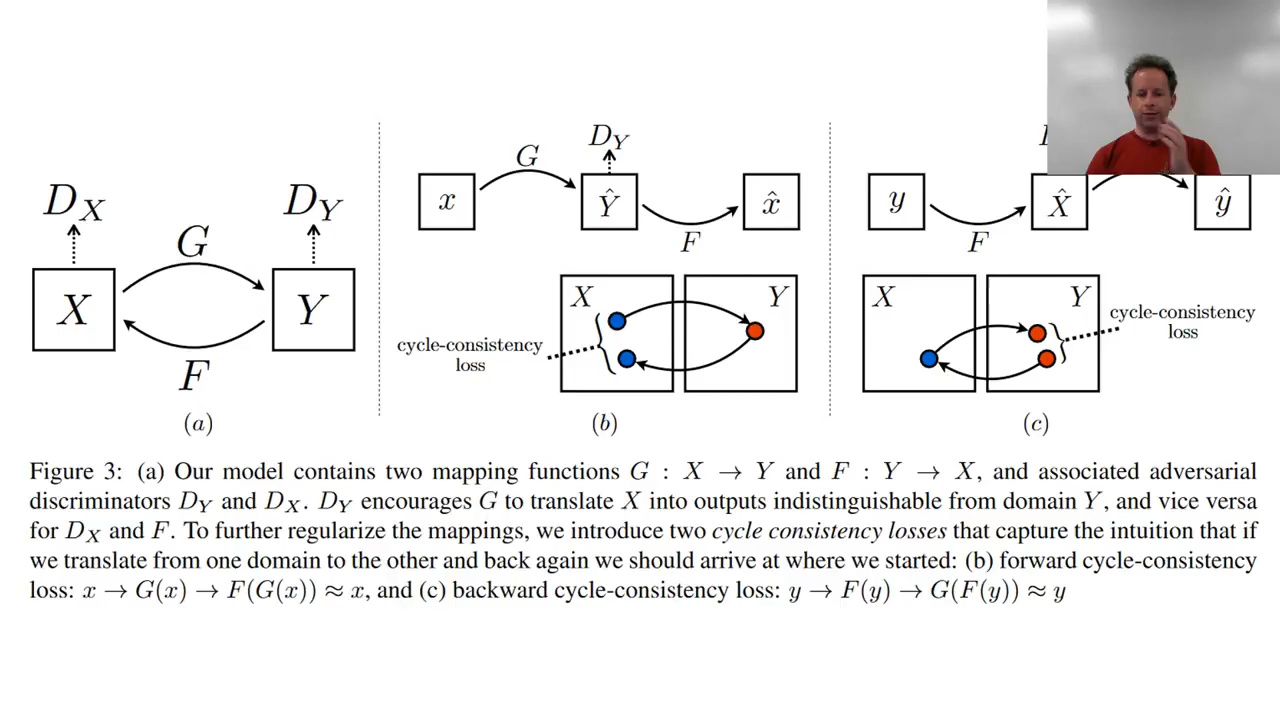 D_X
D_Y
G
X
Y
F
(a)
D_Y
G
x
Ŷ
x̂
F
X
Y
cycle-consistency
loss
(b)
y
X̂
ŷ
F
X
Y
cycle-consistency
loss
(c)
Figure 3: (a) Our model contains two mapping functions G : X → Y and F : Y → X, and associated adversarial
discriminators D_Y and D_X. D_Y encourages G to translate X into outputs indistinguishable from domain Y, and vice versa
for D_X and F. To further regularize the mappings, we introduce two cycle consistency losses that capture the intuition that if
we translate from one domain to the other and back again we should arrive at where we started: (b) forward cycle-consistency
loss: x → G(x) → F(G(x)) ≈ x, and (c) backward cycle-consistency loss: y → F(y) → G(F(y)) ≈ y